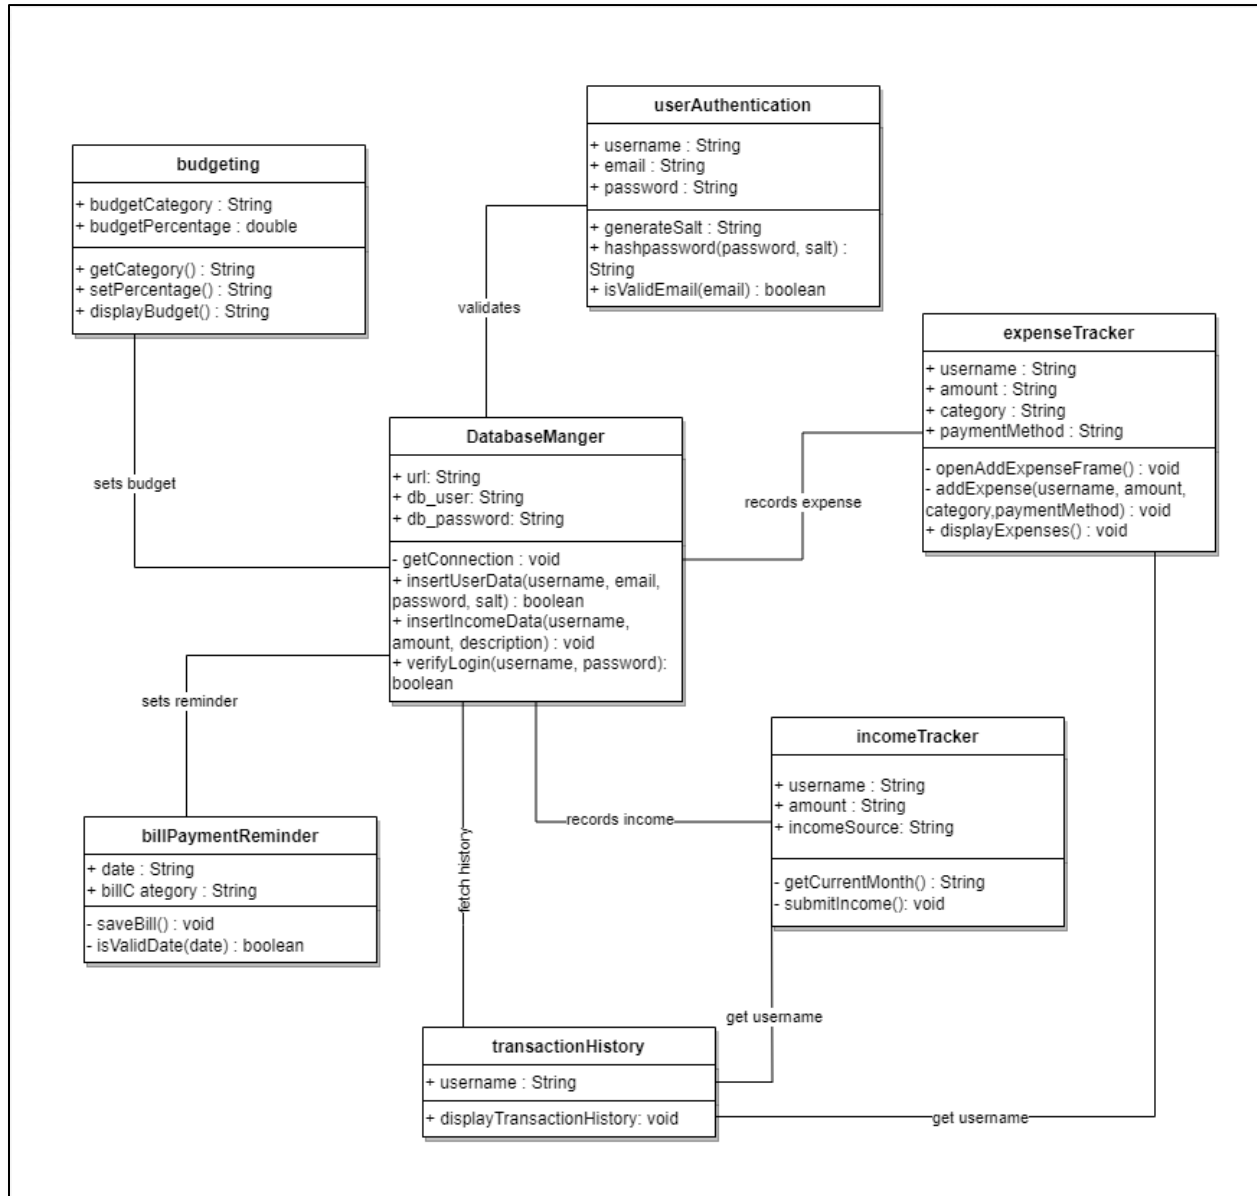 userAuthentication
+ username : String
+ email : String
+ password : String
+ generateSalt : String
+ hashpassword(password, salt) :
String
+ isValidEmail(email) : boolean
budgeting
+ budgetCategory : String
+ budgetPercentage : double
+ getCategory() : String
+ setPercentage() : String
+ displayBudget() : String
validates
expenseTracker
+ username : String
+ amount : String
+ category : String
+ paymentMethod : String
- openAddExpenseFrame() : void
- addExpense(username, amount,
category,paymentMethod) : void
+ displayExpenses() : void
DatabaseManger
+ url: String
+ db_user: String
+ db_password: String
- getConnection : void
+ insertUserData(username, email,
password, salt) : boolean
+ insertIncomeData(username,
amount, description) : void
+ verifyLogin(username, password):
boolean
sets budget
records expense
sets reminder
incomeTracker
+ username : String
+ amount : String
+ incomeSource: String
- getCurrentMonth() : String
- submitIncome(): void
records income
billPaymentReminder
+ date : String
+ billC ategory : String
- saveBill() : void
- isValidDate(date) : boolean
fetch history
get username
transactionHistory
+ username : String
+ displayTransactionHistory: void
get username